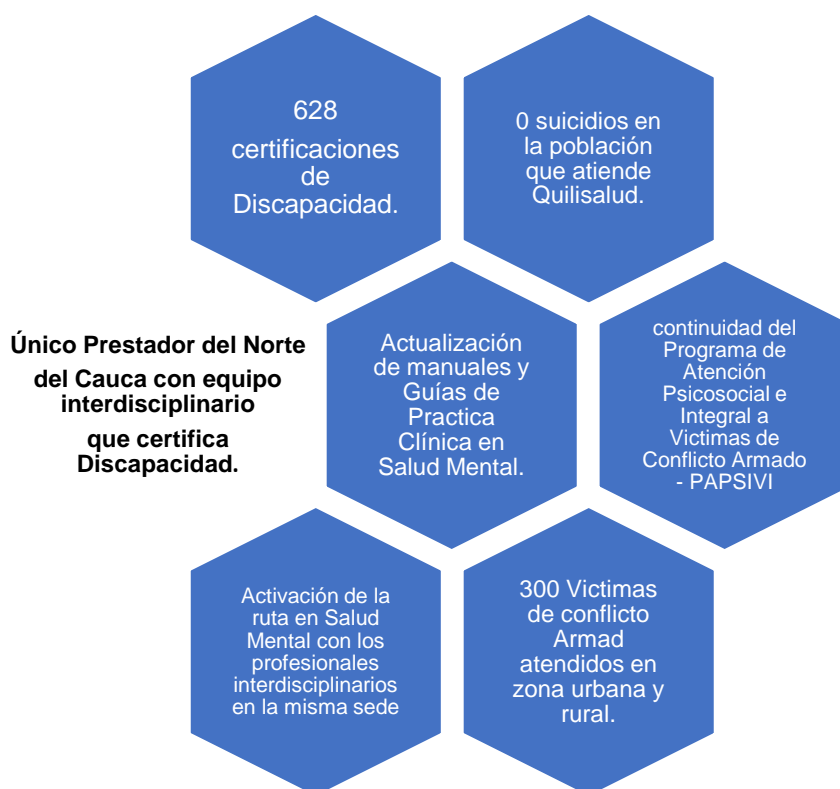 628
certificaciones
de
Discapacidad.
0 suicidios en
la población
que atiende
Quilisalud.
Único Prestador del Norte
del Cauca con equipo
interdisciplinario
que certifica
Discapacidad.
Actualización
de manuales y
Guías de
Practica
Clínica en
Salud Mental.
continuidad del
Programa de
Atención
Psicosocial e
Integral a
Victimas de
Conflicto Armado
- PAPSIVI
Activación de la
ruta en Salud
Mental con los
profesionales
interdisciplinarios
en la misma sede
300 Victimas
de conflicto
Armad
atendidos en
zona urbana y
rural.